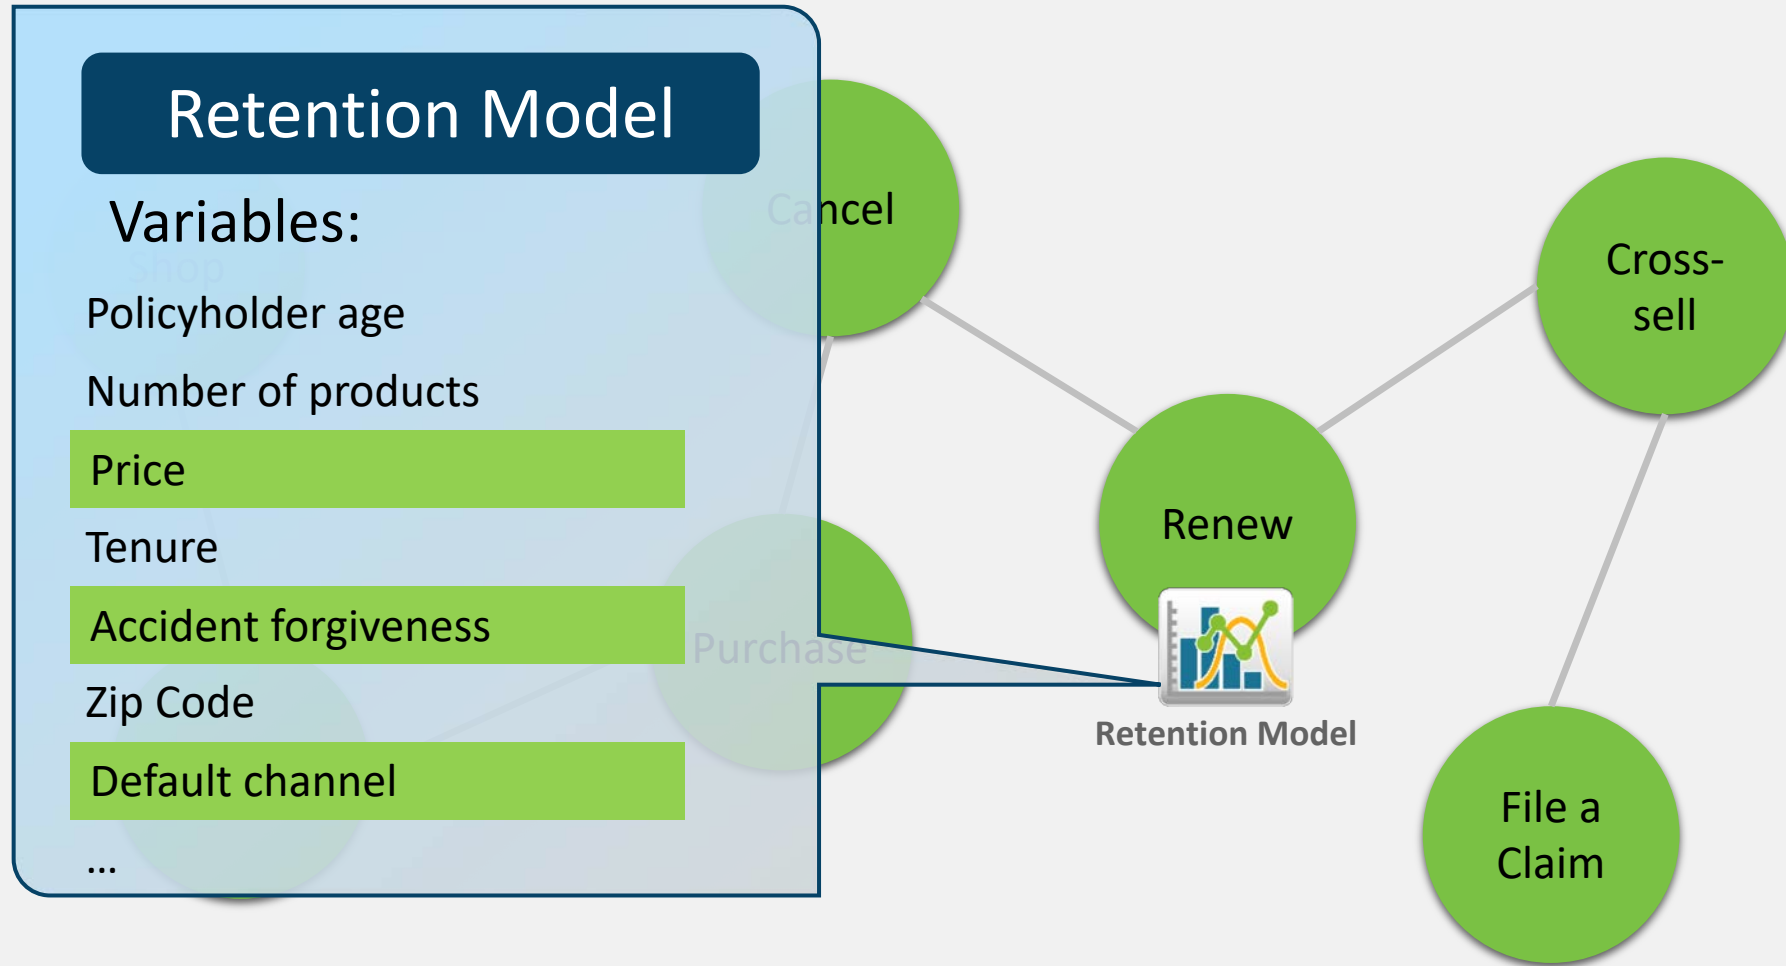 Retention Model
Variables:
Shop
Policyholder age
Number of products
Price
Tenure
Accident forgiveness
Zip Code
Default channel
...
Cancel
Purchase
Renew
Retention Model
Cross-
sell
File a
Claim